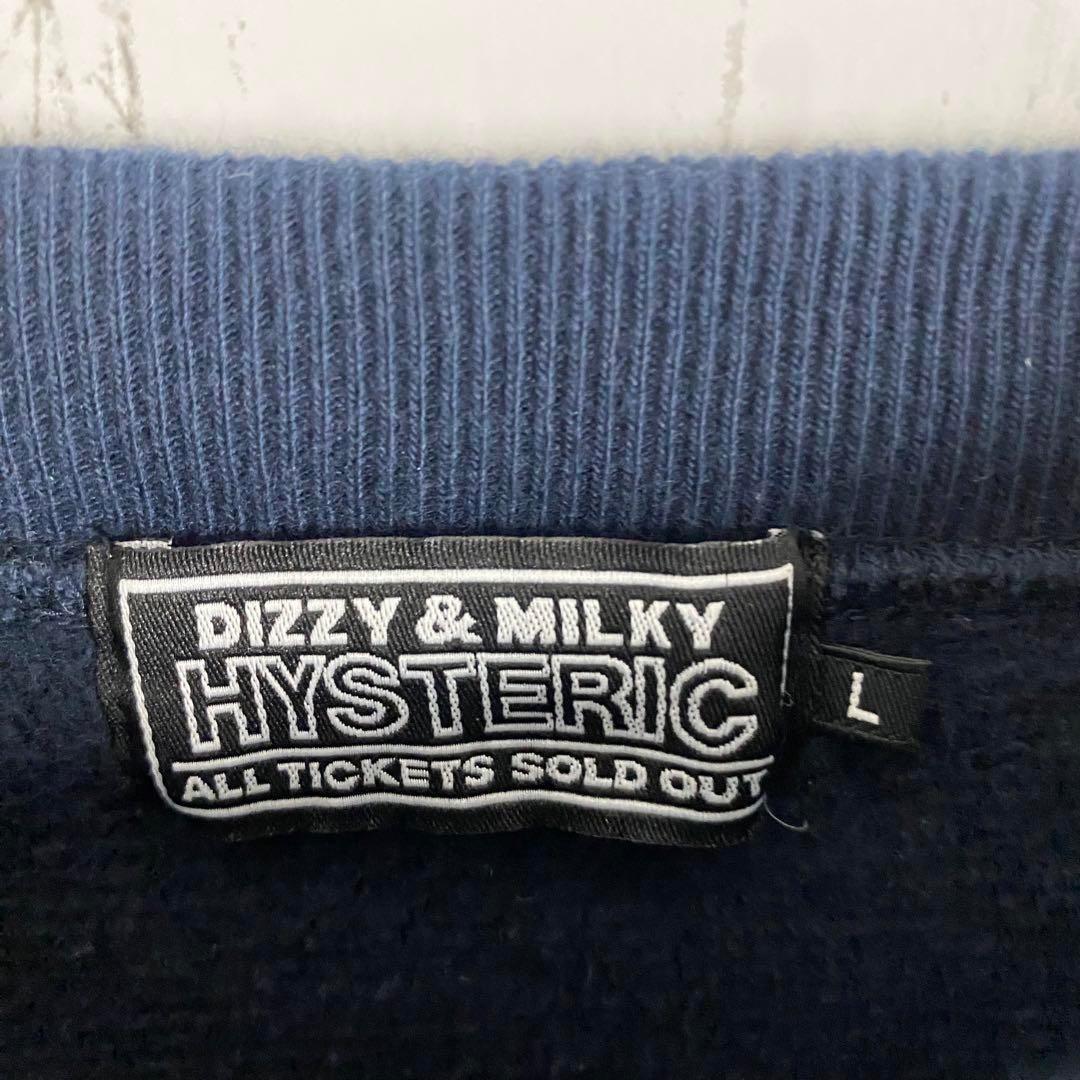 DIZZY & MILKY
HYSTERIC
ALL TICKETS SOLD OUT
L